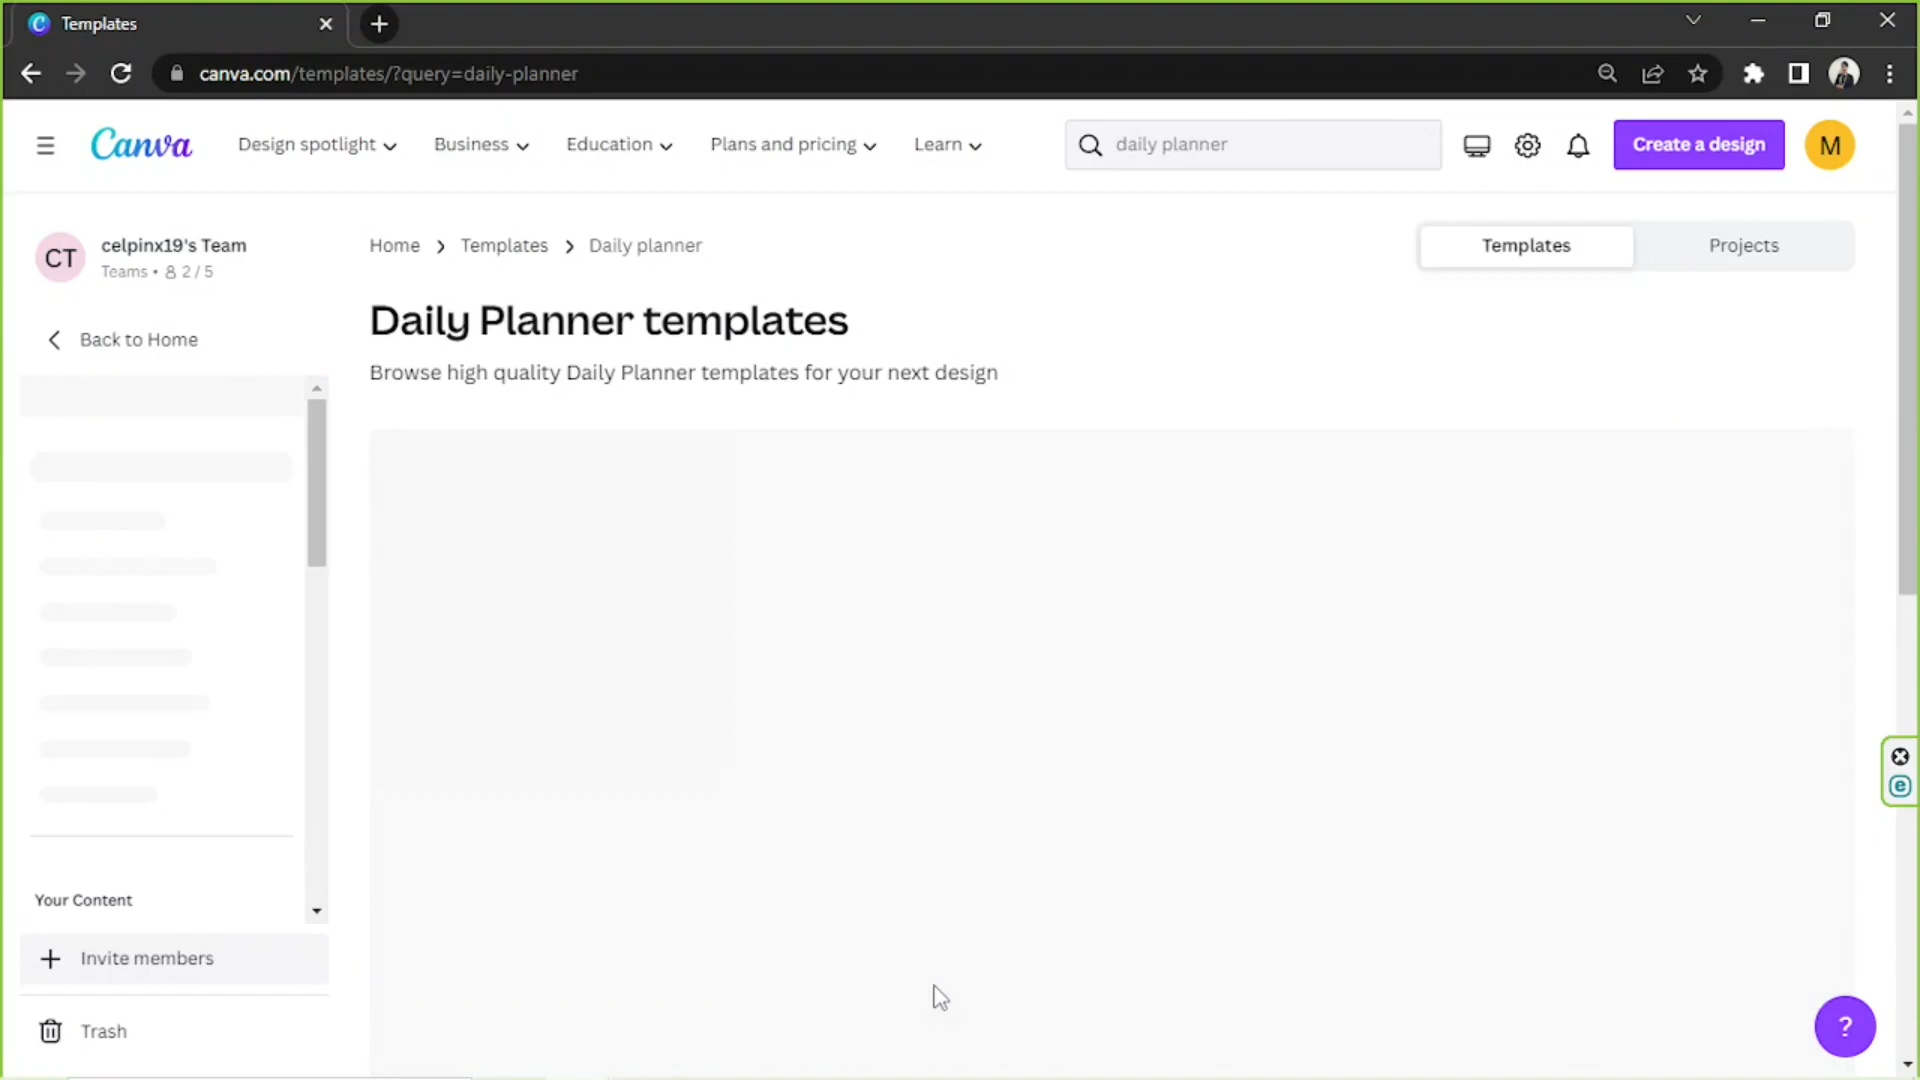 Templates
canva.com/templates/?query=daily-planner
Canva
Design spotlight
Business
Education
Plans and pricing
Learn
daily planner
Create a design
M
CT
celpinx19's Team
Teams • 2 / 5
Home
Templates
Daily planner
Templates
Projects
Back to Home
Daily Planner templates
Browse high quality Daily Planner templates for your next design
Your Content
Invite members
Trash
?